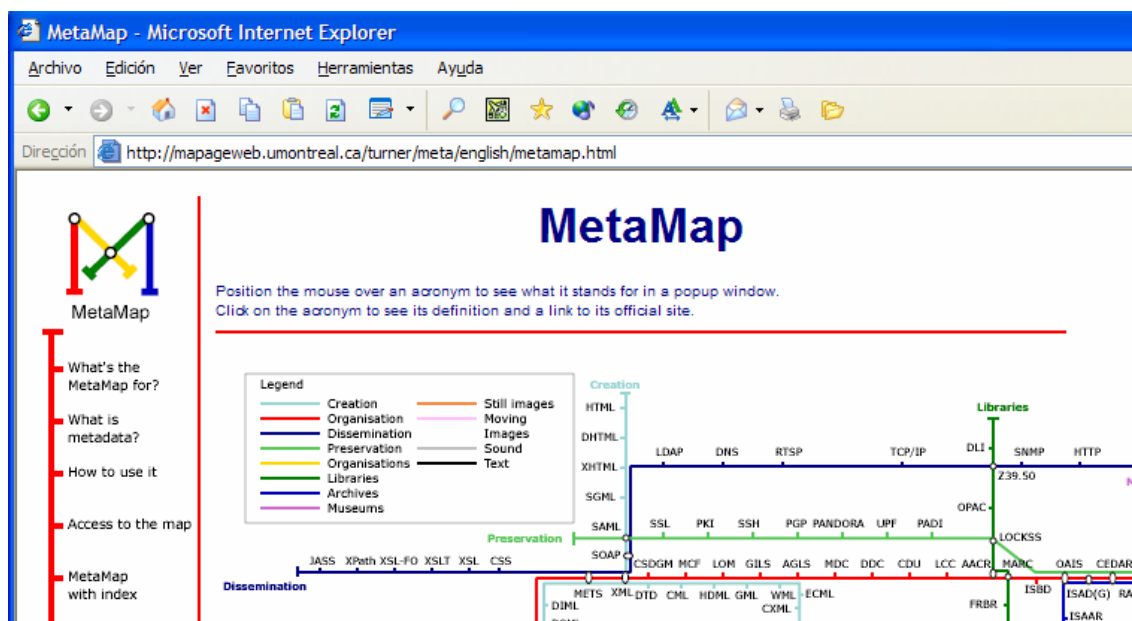 MetaMap - Microsoft Internet Explorer
Archivo Edición Ver Favoritos Herramientas Ayuda
Dirección http://mapageweb.umontreal.ca/turner/meta/english/metamap.html
MetaMap
MetaMap
Position the mouse over an acronym to see what it stands for in a popup window.
Click on the acronym to see its definition and a link to its official site.
What's the
MetaMap for?
What is
metadata?
How to use it
Access to the map
MetaMap
with index
Legend
Creation
Organisation
Dissemination
Preservation
Organisations
Libraries
Archives
Museums
Still images
Moving
Images
Sound
Text
Creation
HTML
DHTML
XHTML
SGML
SAML
SOAP
Libraries
LDAP DNS RTSP TCP/IP DLI SNMP HTTP
Z39.50
OPAC
Preservation
SSL PKI SSH PGP PANDORA UPF PADI
LOCKSS
JASS XPath XSL-FO XSLT XSL CSS
Dissemination
CSDGM MCF LOM GILS AGLS MDC DDC CDU LCC AACR MARC OAIS CEDAR
METS XML DTD CML HDML GML WML ECML
CXML
DIML
ISBD ISAD(G) RA
FRBR
ISAAR